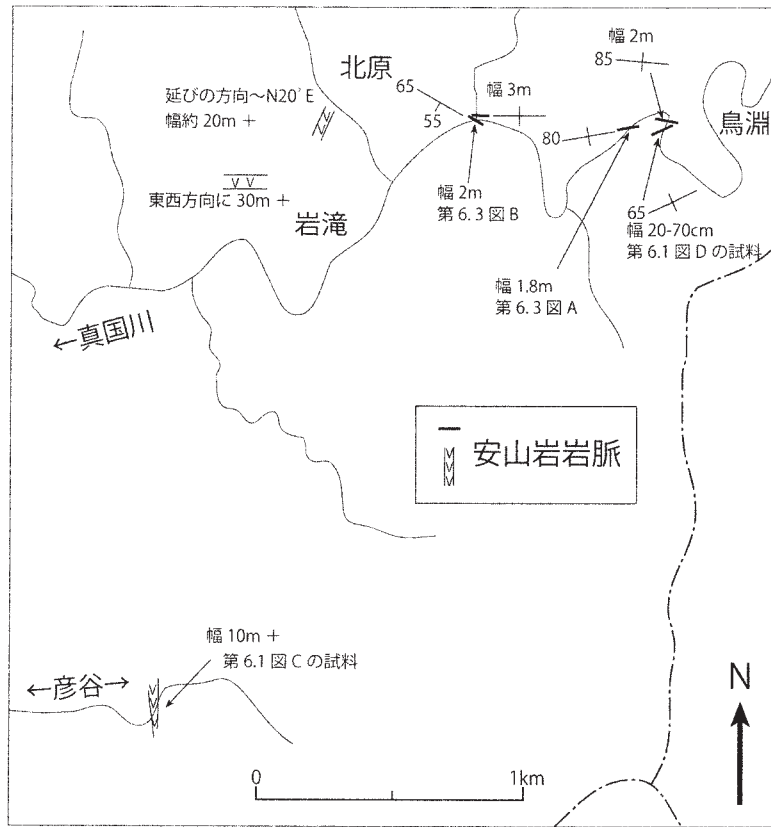 北原
65
55
幅 3m
幅 2m
85
鳥淵
延びの方向～N20°E
幅約 20m +
80
東西方向に 30m +
岩滝
幅 2m
第 6.3 図 B
65
幅 20-70cm
第 6.1 図 D の試料
幅 1.8m
第 6.3 図 A
←真国川
安山岩岩脈
幅 10m +
第 6.1 図 C の試料
←彦谷→
N
0
1km